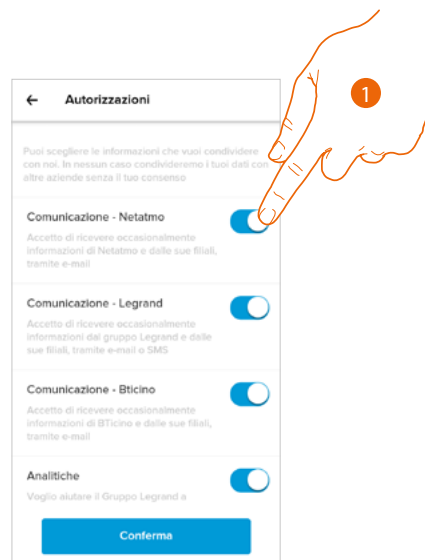 1
← Autorizzazioni
Puoi scegliere le informazioni che vuoi condividere
con noi. In nessun caso condivideremo i tuoi dati con
altre aziende senza il tuo consenso
Comunicazione - Netatmo
Accetto di ricevere occasionalmente
informazioni di Netatmo e dalle sue filiali,
tramite e-mail
Comunicazione - Legrand
Accetto di ricevere occasionalmente
informazioni dal gruppo Legrand e dalle
sue filiali, tramite e-mail o SMS
Comunicazione - Bticino
Accetto di ricevere occasionalmente
informazioni di BTicino e dalle sue filiali,
tramite e-mail
Analitiche
Voglio aiutare il Gruppo Legrand a
Conferma